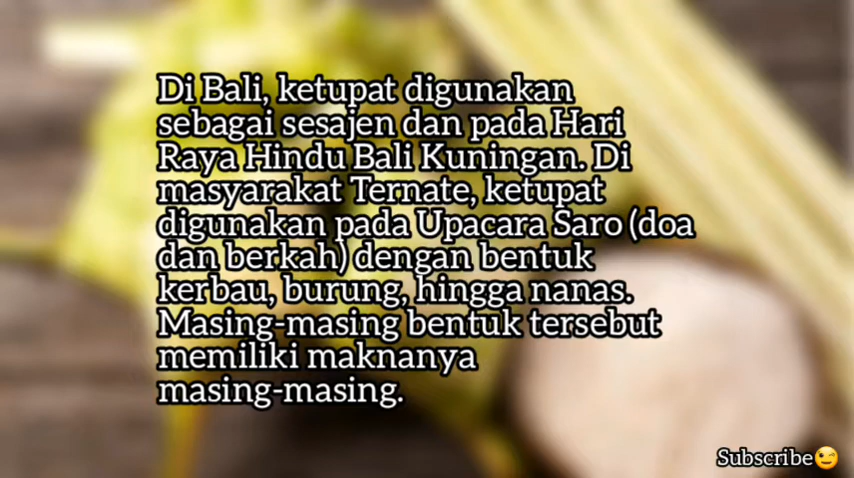 Di Bali, ketupat digunakan
sebagai sesajen dan pada Hari
Raya Hindu Bali Kuningan. Di
masyarakat Ternate, ketupat
digunakan pada Upacara Saro (doa
dan berkah) dengan bentuk
kerbau, burung, hingga nanas.
Masing-masing bentuk tersebut
memiliki maknanya
masing-masing.
Subscribe😉